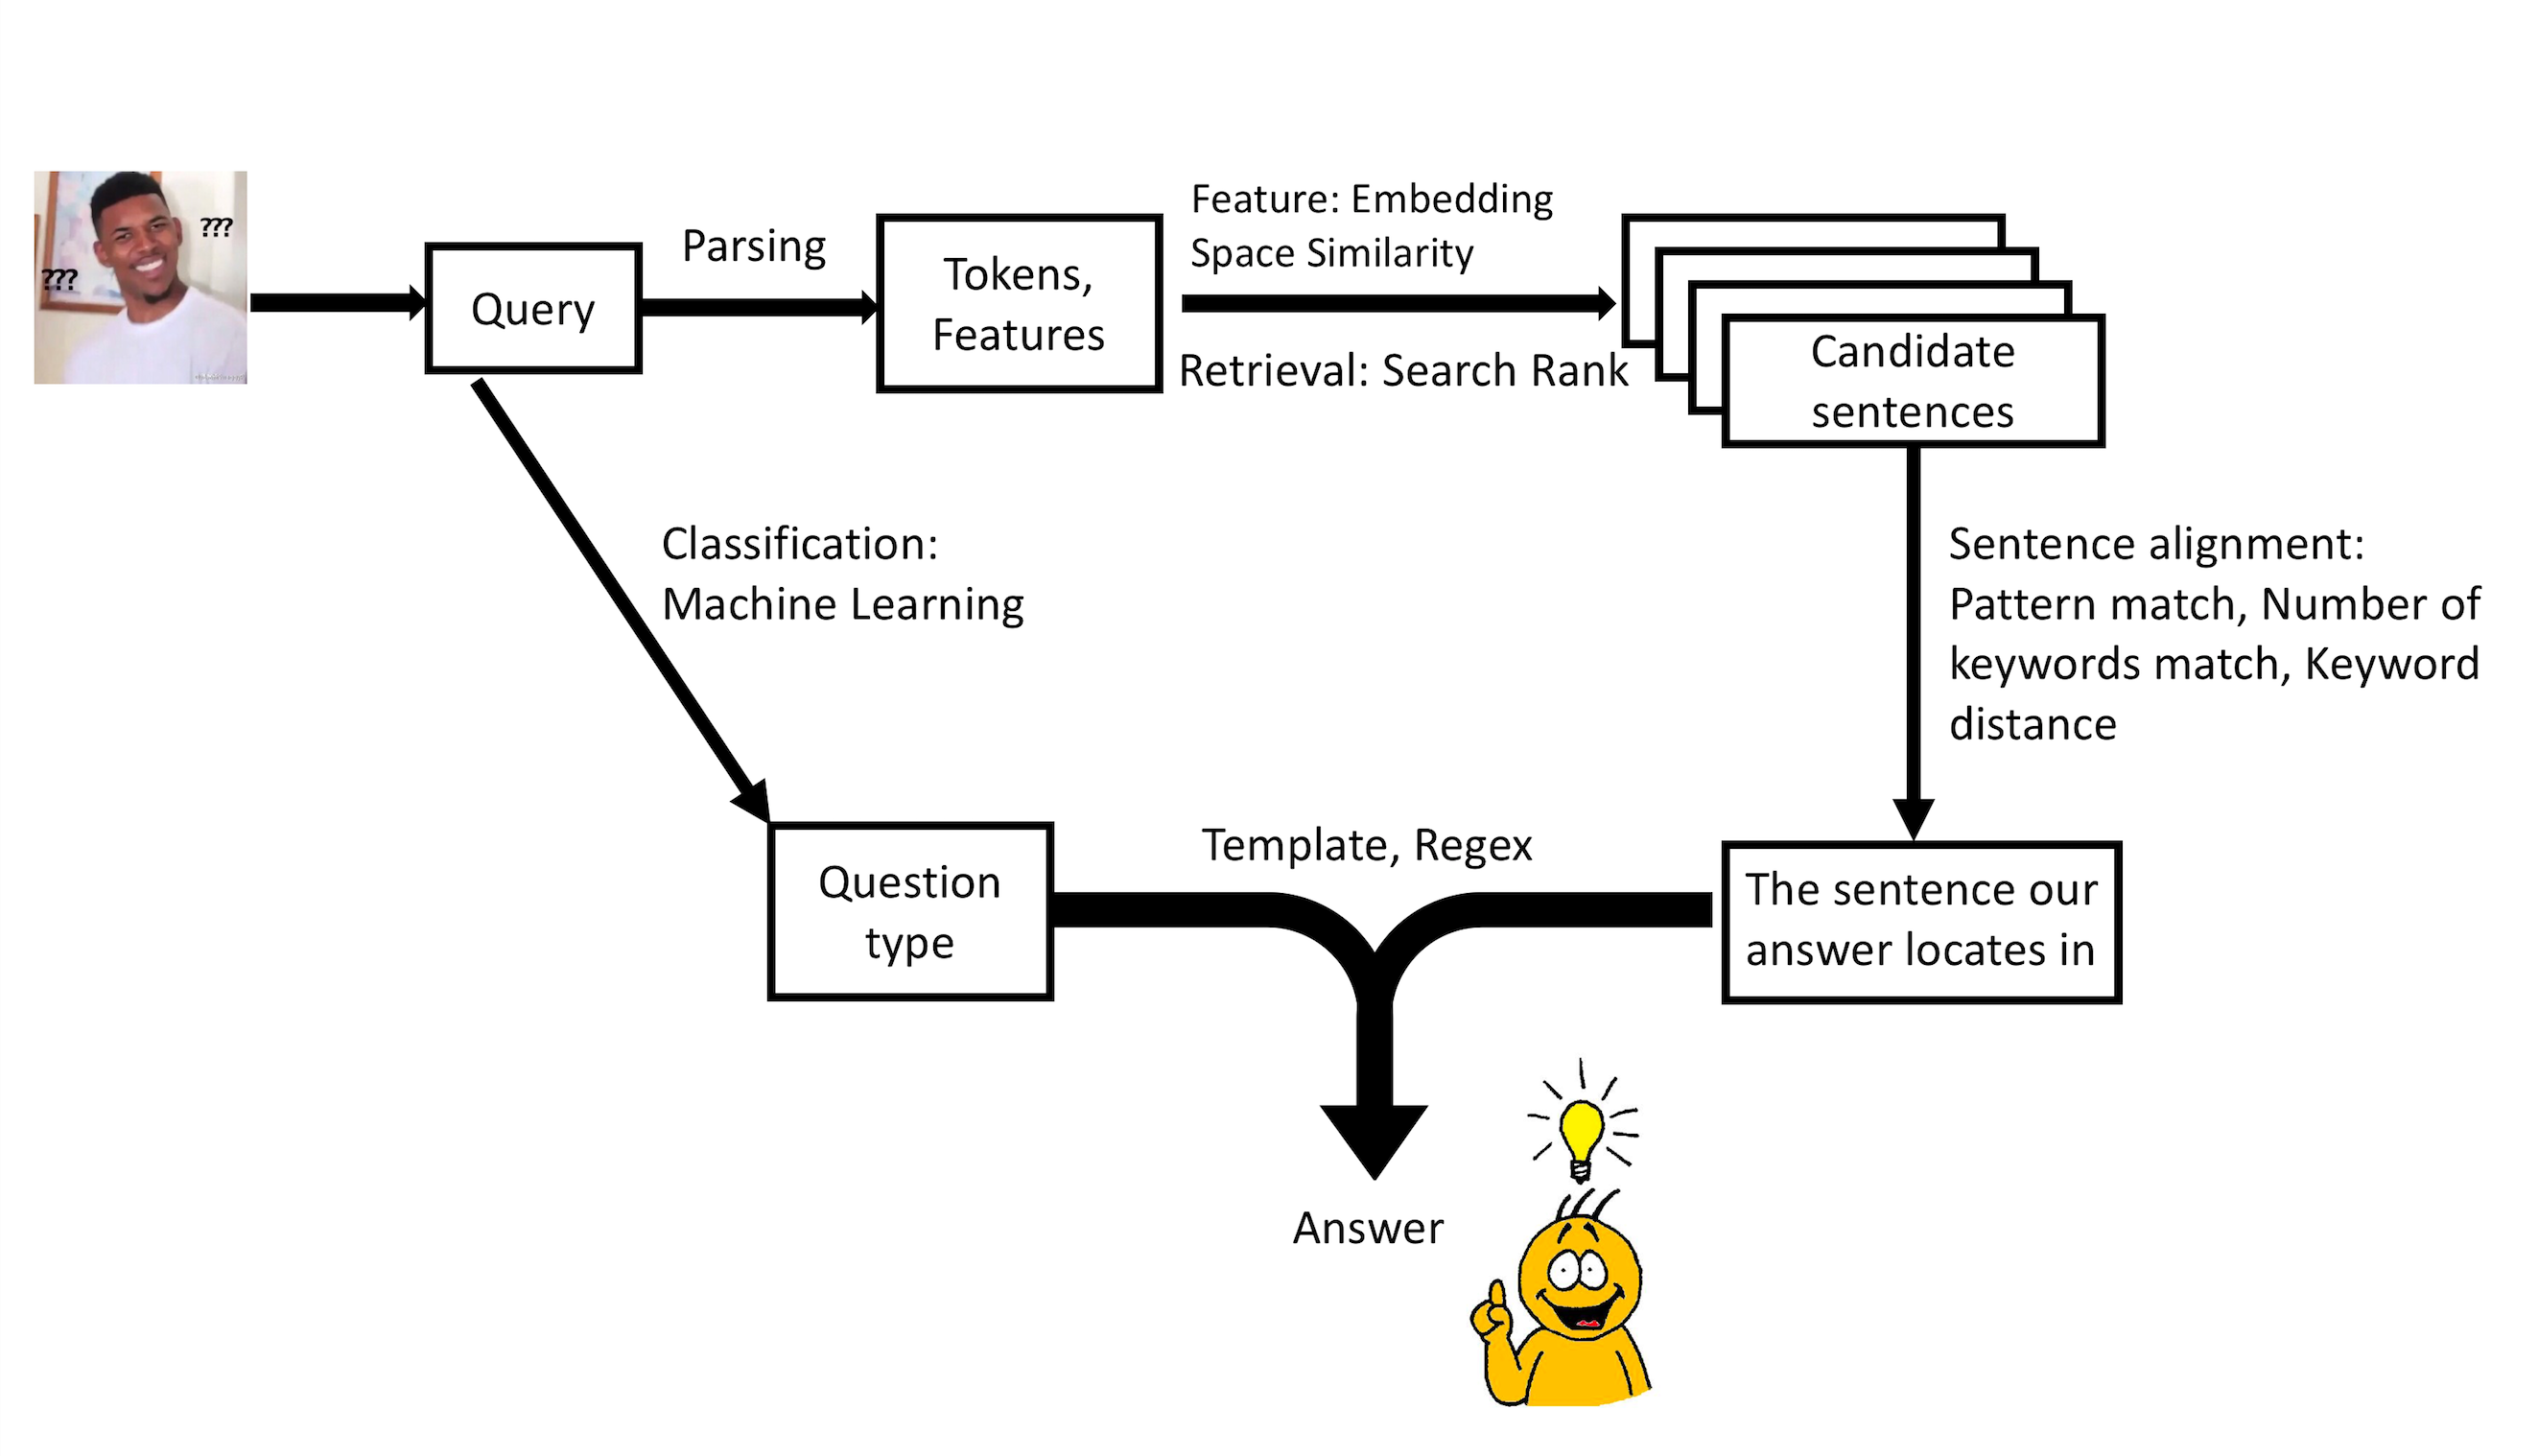 ???
???
Query
Parsing
Tokens,
Features
Feature: Embedding
Space Similarity
Retrieval: Search Rank
Candidate
sentences
Classification:
Machine Learning
Sentence alignment:
Pattern match, Number of
keywords match, Keyword
distance
Question
type
Template, Regex
The sentence our
answer locates in
Answer